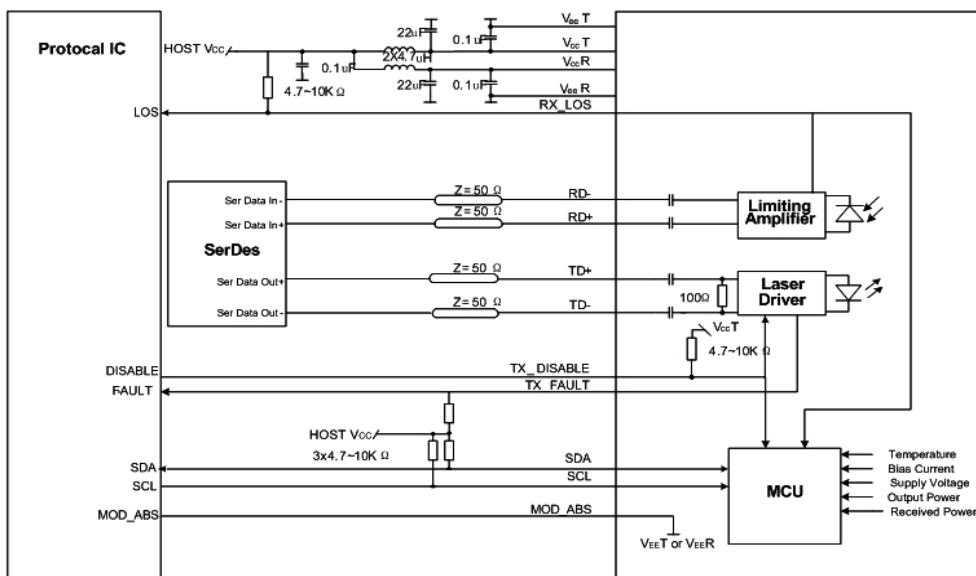 Protocal IC
HOST Vcc
22uF
0.1uF
VEE T
2X4.7uH
Vcc T
0.1uF
VccR
4.7~10K Ω
22uF
0.1uF
VEE R
LOS
RX_LOS
SerDes
Ser Data In-
Z= 50 Ω
RD-
Ser Data In+
Z= 50 Ω
RD+
Limiting
Amplifier
Ser Data Out+
Z= 50 Ω
TD+
Ser Data Out-
Z= 50 Ω
TD-
100Ω
Laser
Driver
VccT
4.7~10K Ω
DISABLE
TX_DISABLE
FAULT
TX_FAULT
HOST Vcc
3x4.7~10K Ω
SDA
SDA
SCL
SCL
MCU
Temperature
Bias Current
Supply Voltage
Output Power
Received Power
MOD_ABS
MOD_ABS
VEET or VEER